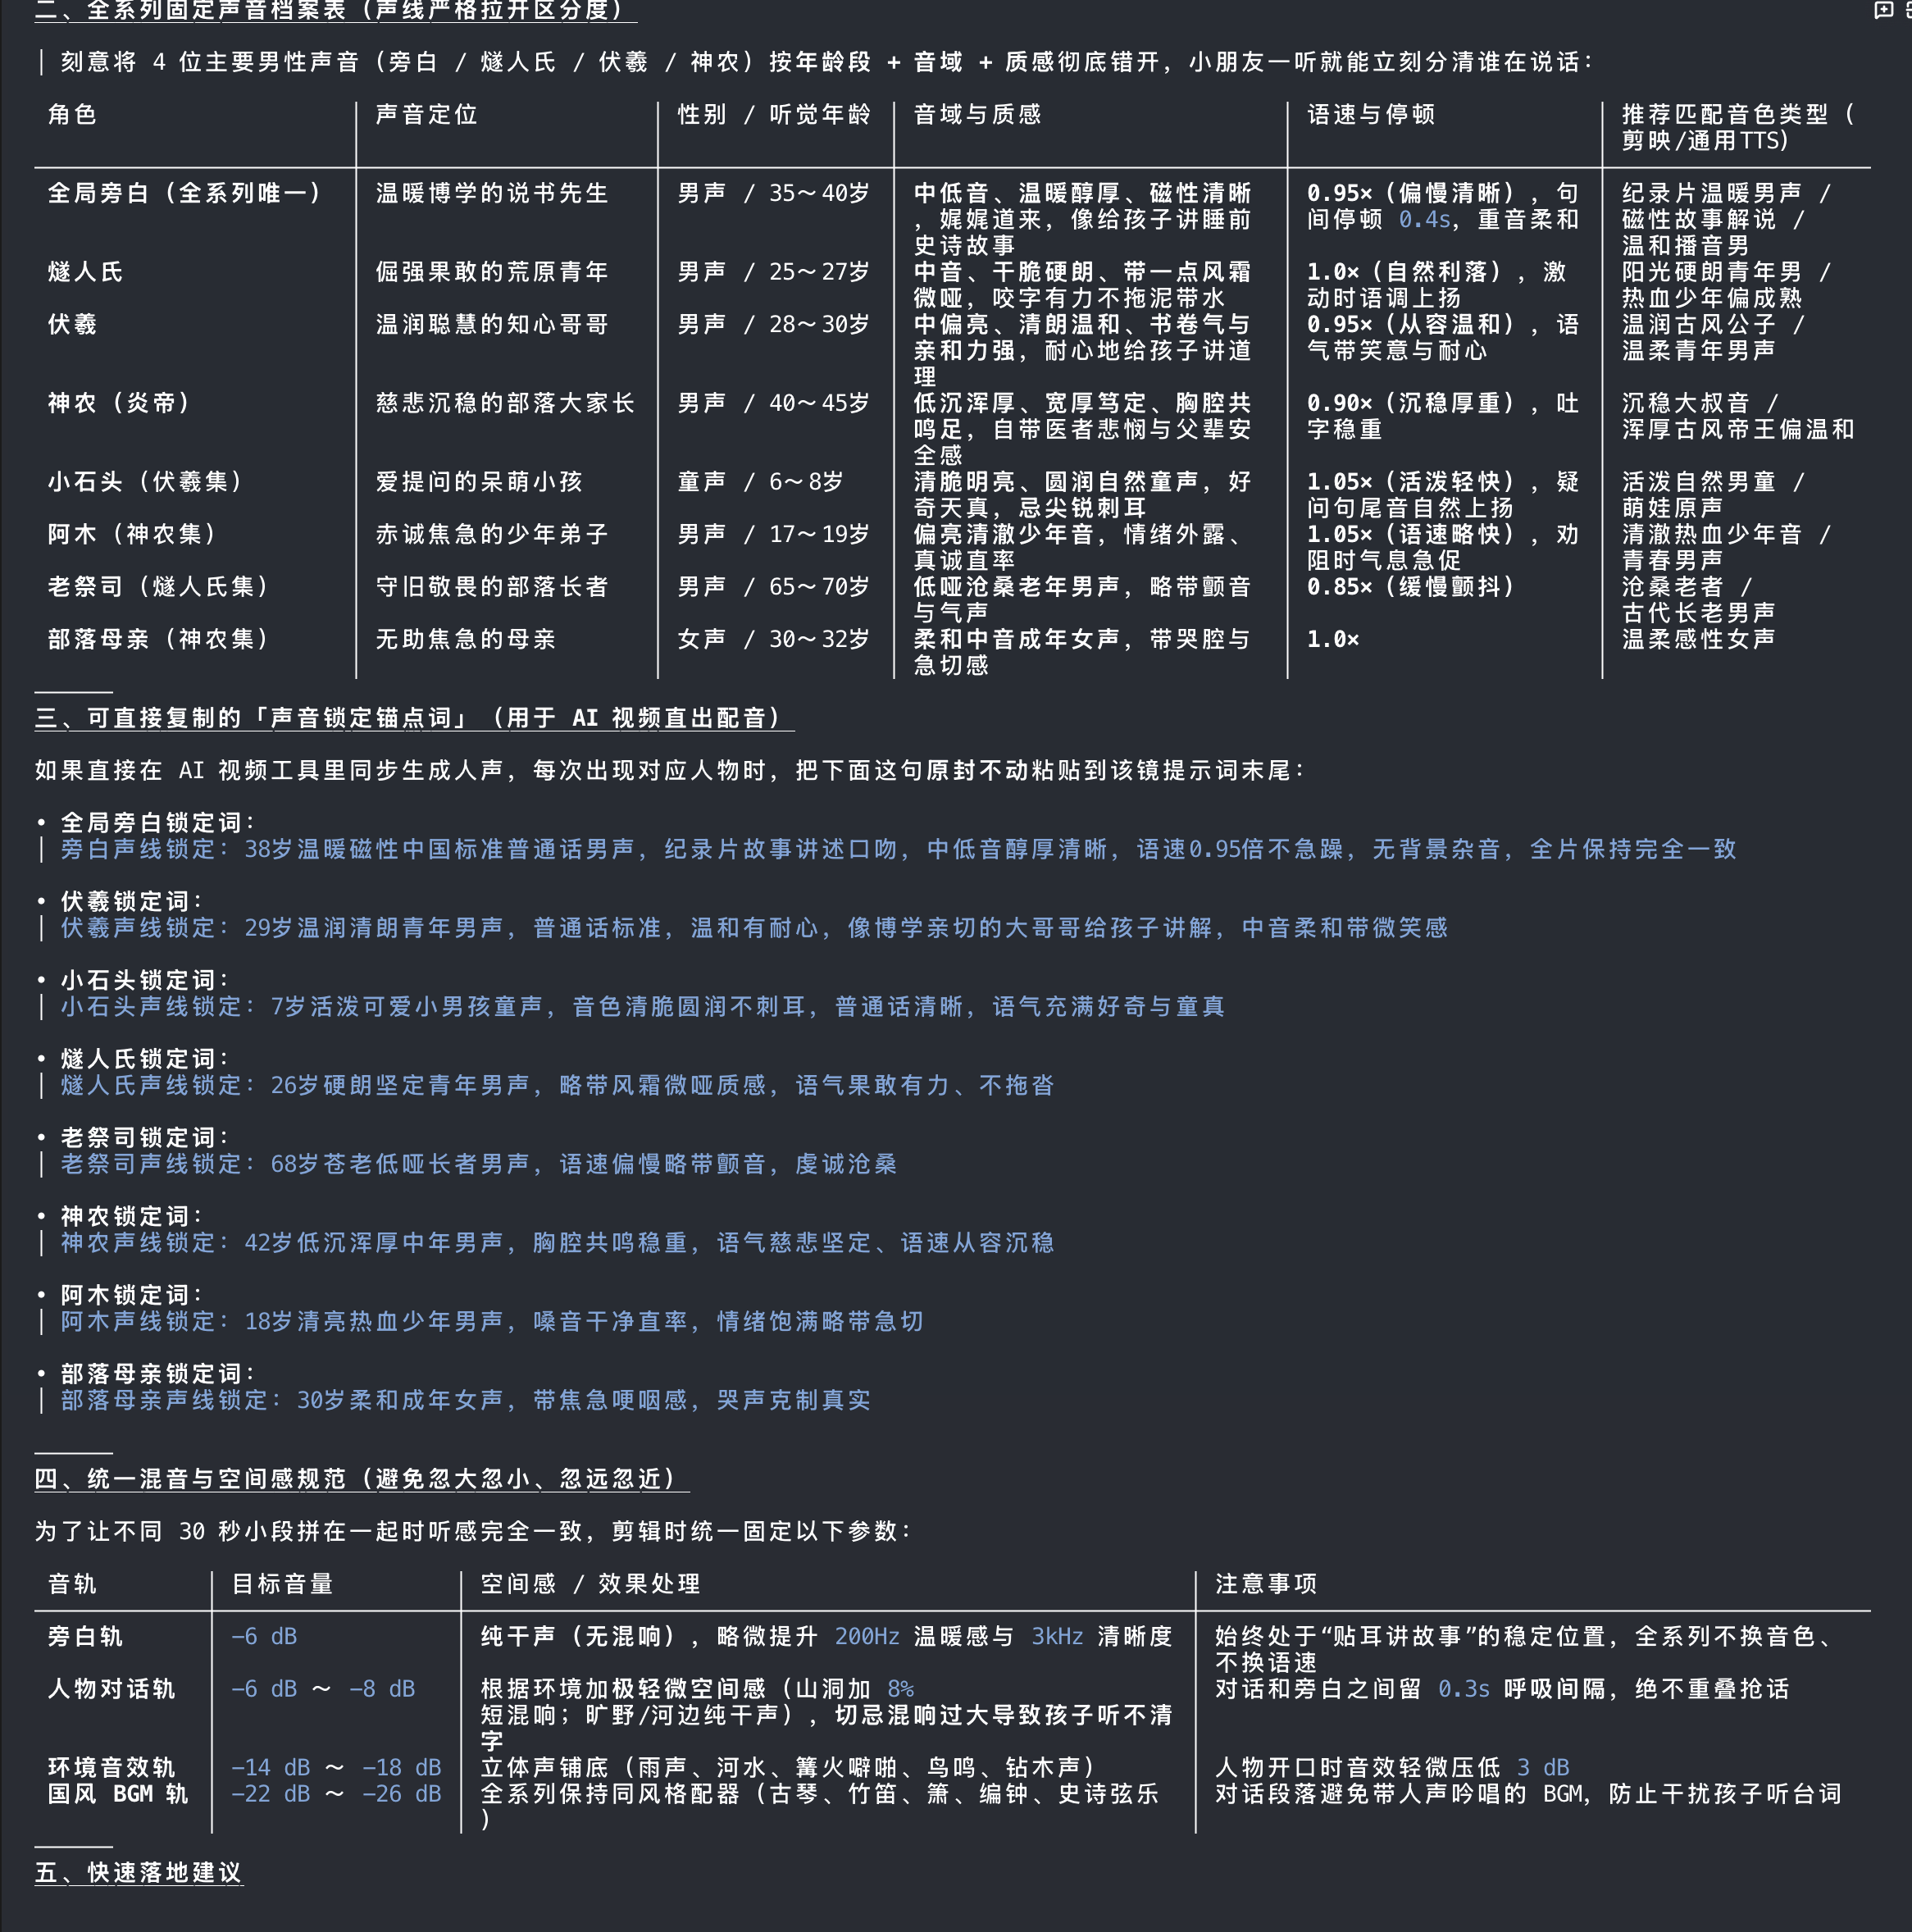 二、全系列固定声音档案表（声线严格拉开区分度）
刻意将 4 位主要男性声音（旁白 / 燧人氏 / 伏羲 / 神农）按年龄段 + 音域 + 质感彻底错开，小朋友一听就能立刻分清谁在说话：
角色 声音定位 性别 / 听觉年龄 音域与质感 语速与停顿 推荐匹配音色类型（
剪映/通用TTS）
全局旁白（全系列唯一） 温暖博学的说书先生 男声 / 35～40岁 中低音、温暖醇厚、磁性清晰 0.95×（偏慢清晰），句 纪录片温暖男声 /
，娓娓道来，像给孩子讲睡前 间停顿 0.4s，重音柔和 磁性故事解说 /
史诗故事 温和播音男
燧人氏 倔强果敢的荒原青年 男声 / 25～27岁 中音、干脆硬朗、带一点风霜 1.0×（自然利落），激 阳光硬朗青年男 /
微哑，咬字有力不拖泥带水 动时语调上扬 热血少年偏成熟
伏羲 温润聪慧的知心哥哥 男声 / 28～30岁 中偏亮、清朗温和、书卷气与 0.95×（从容温和），语 温润古风公子 /
亲和力强，耐心地给孩子讲道 气带笑意与耐心 温柔青年男声
理
神农（炎帝） 慈悲沉稳的部落大家长 男声 / 40～45岁 低沉浑厚、宽厚笃定、胸腔共 0.90×（沉稳厚重），吐 沉稳大叔音 /
鸣足，自带医者悲悯与父辈安 字稳重 浑厚古风帝王偏温和
全感
小石头（伏羲集） 爱提问的呆萌小孩 童声 / 6～8岁 清脆明亮、圆润自然童声，好 1.05×（活泼轻快），疑 活泼自然男童 /
奇天真，忌尖锐刺耳 问句尾音自然上扬 萌娃原声
阿木（神农集） 赤诚焦急的少年弟子 男声 / 17～19岁 偏亮清澈少年音，情绪外露、 1.05×（语速略快），劝 清澈热血少年音 /
真诚直率 阻时气息急促 青春男声
老祭司（燧人氏集） 守旧敬畏的部落长者 男声 / 65～70岁 低哑沧桑老年男声，略带颤音 0.85×（缓慢颤抖） 沧桑老者 /
与气声 古代长老男声
部落母亲（神农集） 无助焦急的母亲 女声 / 30～32岁 柔和中音成年女声，带哭腔与 1.0× 温柔感性女声
急切感
三、可直接复制的「声音锁定锚点词」（用于 AI 视频直出配音）
如果直接在 AI 视频工具里同步生成人声，每次出现对应人物时，把下面这句原封不动粘贴到该镜提示词末尾：
• 全局旁白锁定词：
旁白声线锁定：38岁温暖磁性中国标准普通话男声，纪录片故事讲述口吻，中低音醇厚清晰，语速0.95倍不急躁，无背景杂音，全片保持完全一致
• 伏羲锁定词：
伏羲声线锁定：29岁温润清朗青年男声，普通话标准，温和有耐心，像博学亲切的大哥哥给孩子讲解，中音柔和带微笑感
• 小石头锁定词：
小石头声线锁定：7岁活泼可爱小男孩童声，音色清脆圆润不刺耳，普通话清晰，语气充满好奇与童真
• 燧人氏锁定词：
燧人氏声线锁定：26岁硬朗坚定青年男声，略带风霜微哑质感，语气果敢有力、不拖沓
• 老祭司锁定词：
老祭司声线锁定：68岁苍老低哑长者男声，语速偏慢略带颤音，虔诚沧桑
• 神农锁定词：
神农声线锁定：42岁低沉浑厚中年男声，胸腔共鸣稳重，语气慈悲坚定、语速从容沉稳
• 阿木锁定词：
阿木声线锁定：18岁清亮热血少年男声，嗓音干净直率，情绪饱满略带急切
• 部落母亲锁定词：
部落母亲声线锁定：30岁柔和成年女声，带焦急哽咽感，哭声克制真实
四、统一混音与空间感规范（避免忽大忽小、忽远忽近）
为了让不同 30 秒小段拼在一起时听感完全一致，剪辑时统一固定以下参数：
音轨 目标音量 空间感 / 效果处理 注意事项
旁白轨 -6 dB 纯干声（无混响），略微提升 200Hz 温暖感与 3kHz 清晰度 始终处于“贴耳讲故事”的稳定位置，全系列不换音色、
不换语速
人物对话轨 -6 dB ～ -8 dB 根据环境加极轻微空间感（山洞加 8% 对话和旁白之间留 0.3s 呼吸间隔，绝不重叠抢话
短混响；旷野/河边纯干声），切忌混响过大导致孩子听不清
字
环境音效轨 -14 dB ～ -18 dB 立体声铺底（雨声、河水、篝火噼啪、鸟鸣、钻木声） 人物开口时音效轻微压低 3 dB
国风 BGM 轨 -22 dB ～ -26 dB 全系列保持同风格配器（古琴、竹笛、箫、编钟、史诗弦乐 对话段落避免带人声吟唱的 BGM，防止干扰孩子听台词
）
五、快速落地建议